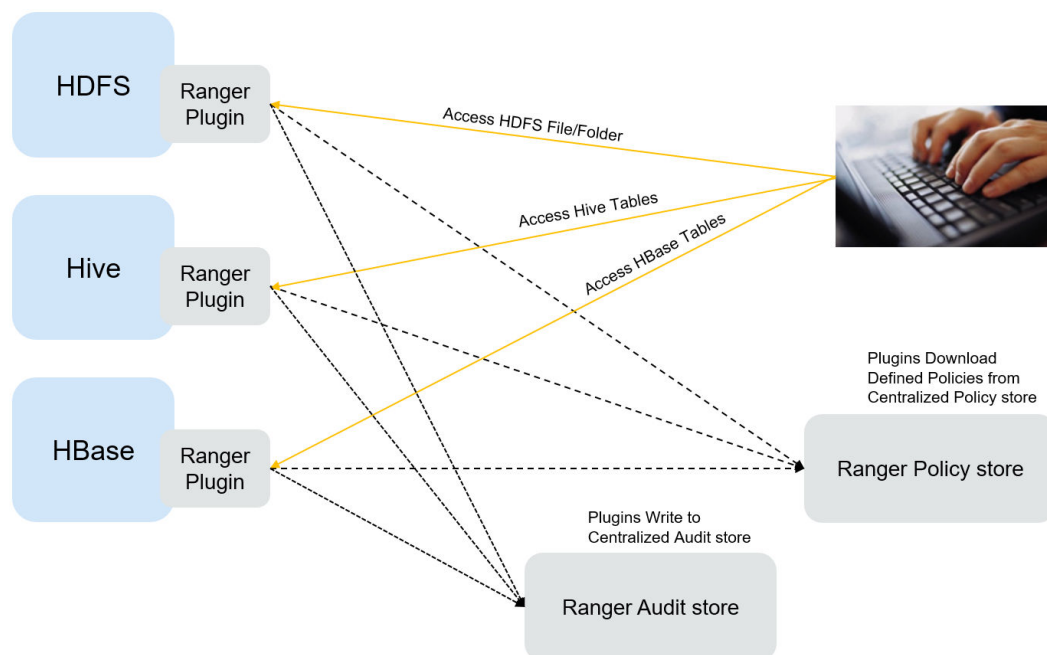 HDFS
Ranger
Plugin
Access HDFS File/Folder
Hive
Ranger
Plugin
Access Hive Tables
Access HBase Tables
HBase
Ranger
Plugin
Plugins Download
Defined Policies from
Centralized Policy store
Ranger Policy store
Plugins Write to
Centralized Audit store
Ranger Audit store